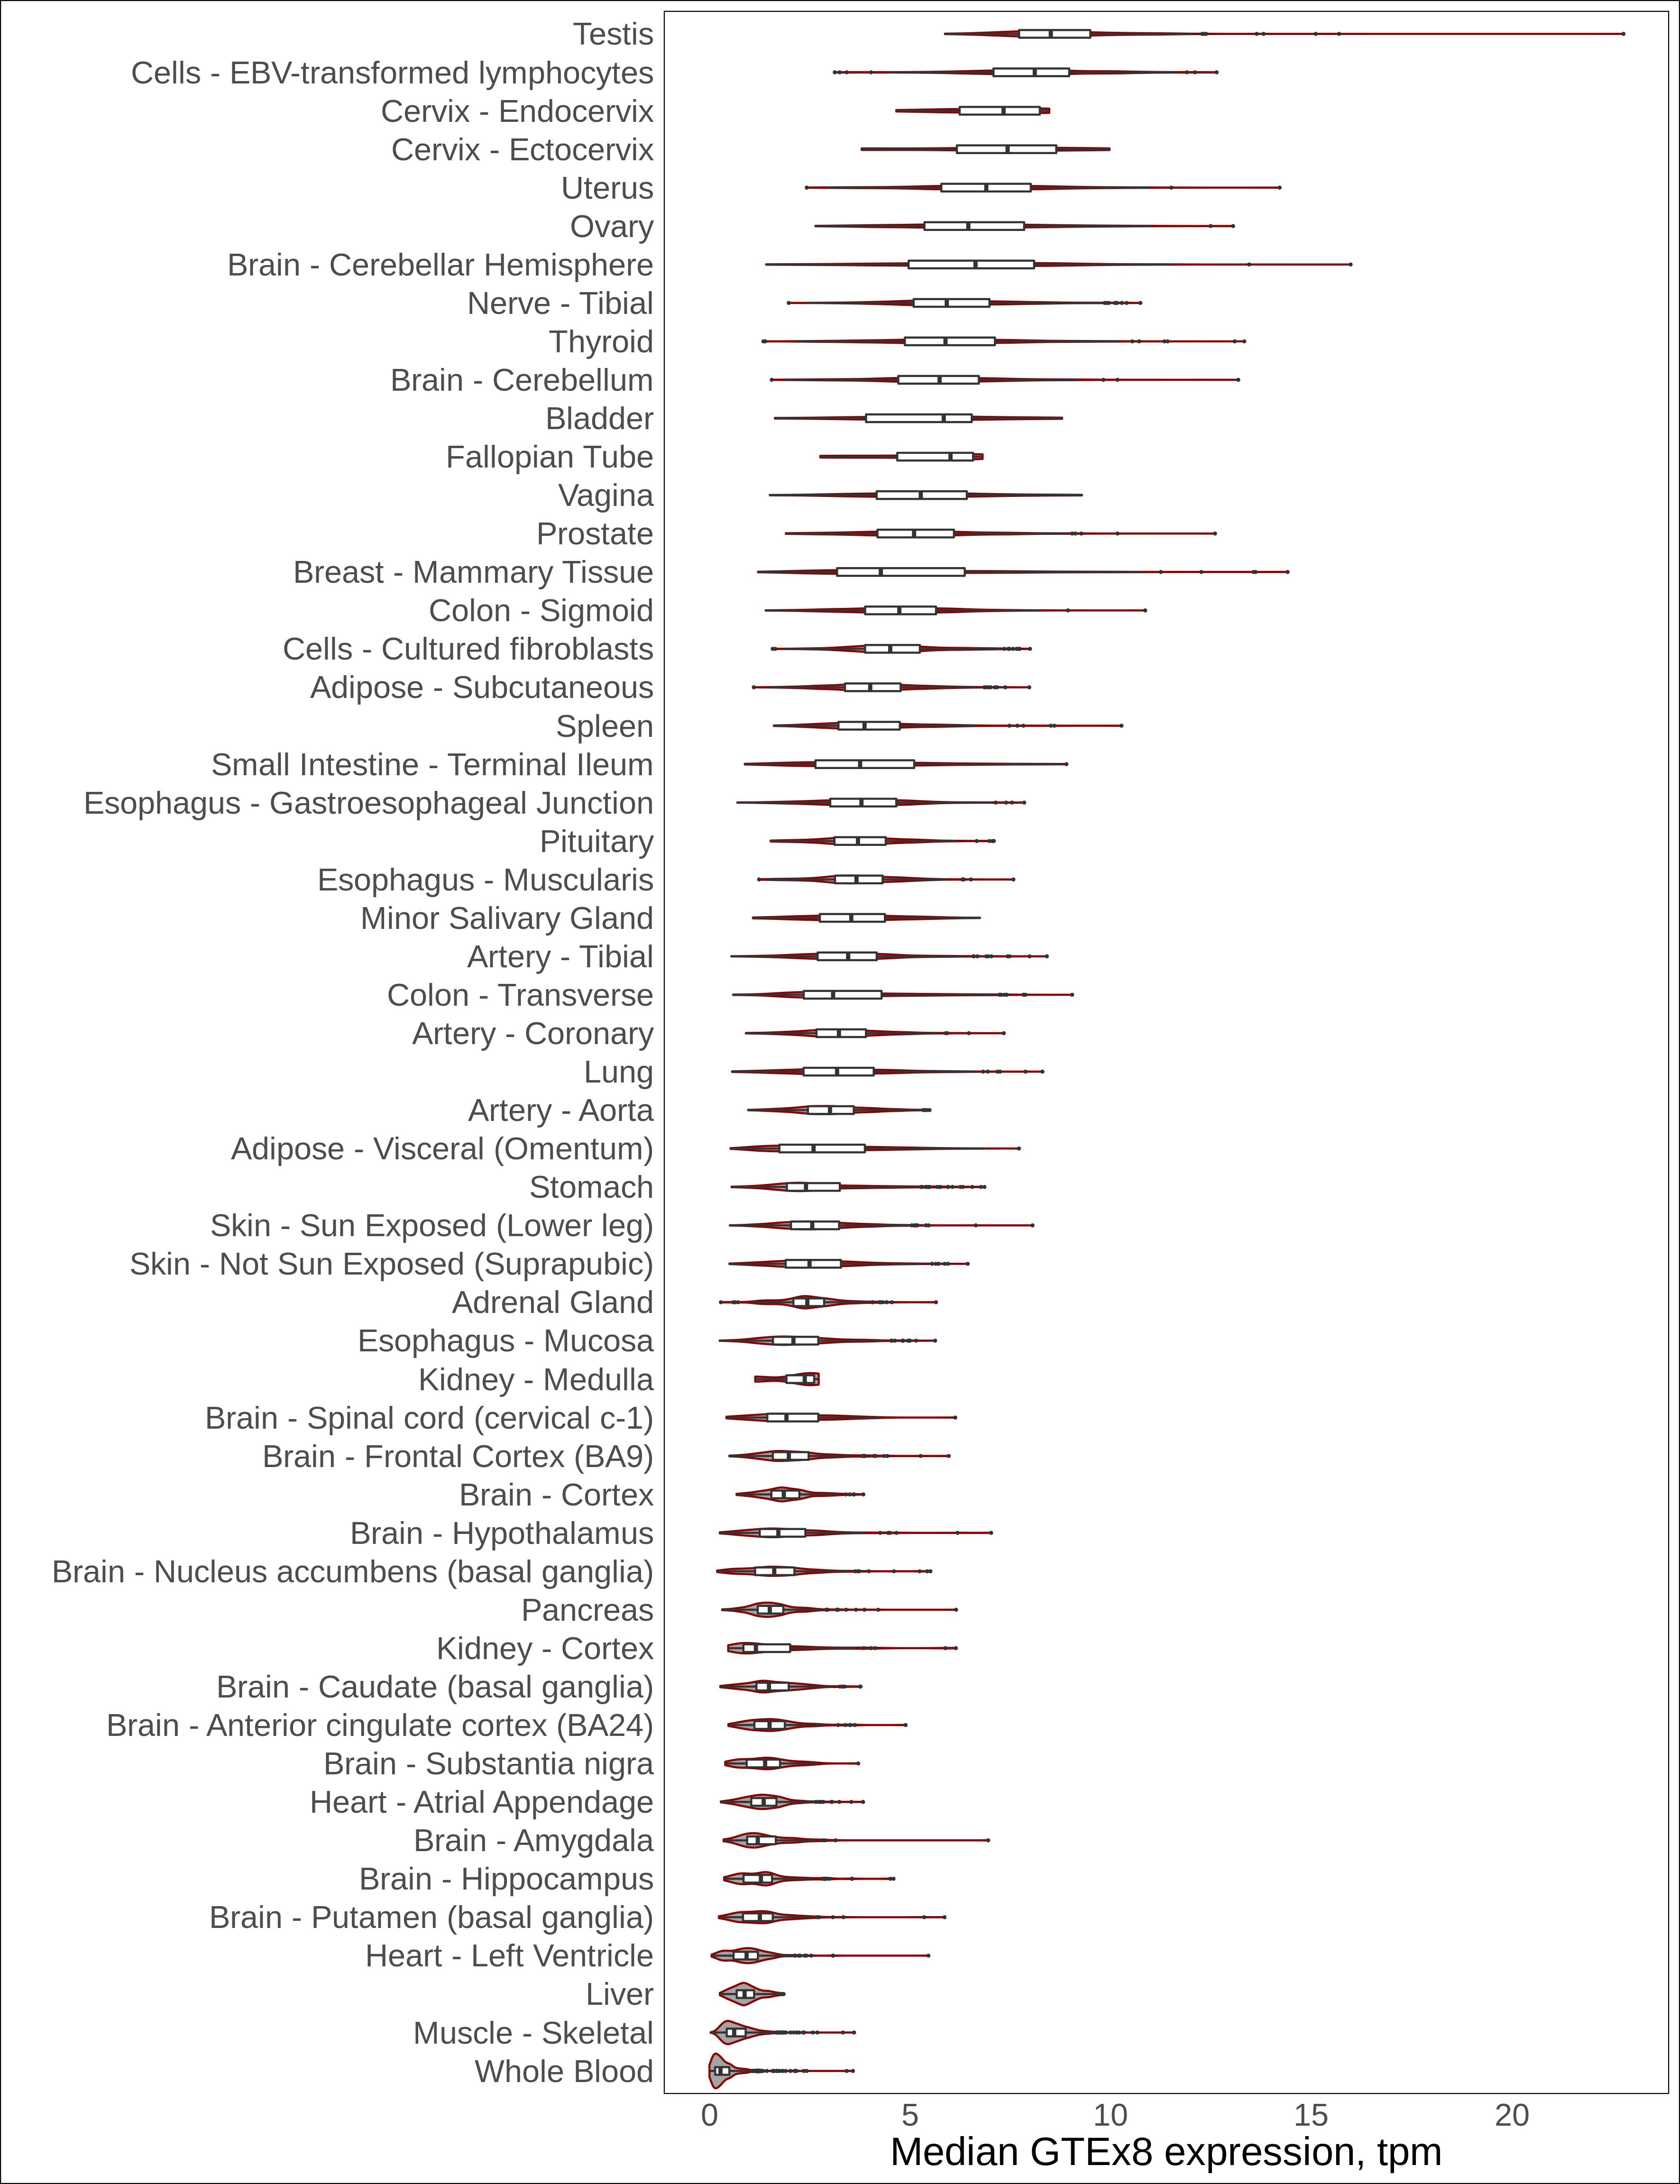 Testis
Cells - EBV-transformed lymphocytes
Cervix - Endocervix
Cervix - Ectocervix
Uterus
Ovary
Brain - Cerebellar Hemisphere
Nerve - Tibial
Thyroid
Brain - Cerebellum
Bladder
Fallopian Tube
Vagina
Prostate
Breast - Mammary Tissue
Colon - Sigmoid
Cells - Cultured fibroblasts
Adipose - Subcutaneous
Spleen
Small Intestine - Terminal Ileum
Esophagus - Gastroesophageal Junction
Pituitary
Esophagus - Muscularis
Minor Salivary Gland
Artery - Tibial
Colon - Transverse
Artery - Coronary
Lung
Artery - Aorta
Adipose - Visceral (Omentum)
Stomach
Skin - Sun Exposed (Lower leg)
Skin - Not Sun Exposed (Suprapubic)
Adrenal Gland
Esophagus - Mucosa
Kidney - Medulla
Brain - Spinal cord (cervical c-1)
Brain - Frontal Cortex (BA9)
Brain - Cortex
Brain - Hypothalamus
Brain - Nucleus accumbens (basal ganglia)
Pancreas
Kidney - Cortex
Brain - Caudate (basal ganglia)
Brain - Anterior cingulate cortex (BA24)
Brain - Substantia nigra
Heart - Atrial Appendage
Brain - Amygdala
Brain - Hippocampus
Brain - Putamen (basal ganglia)
Heart - Left Ventricle
Liver
Muscle - Skeletal
Whole Blood
0 5 10 15 20
Median GTEx8 expression, tpm